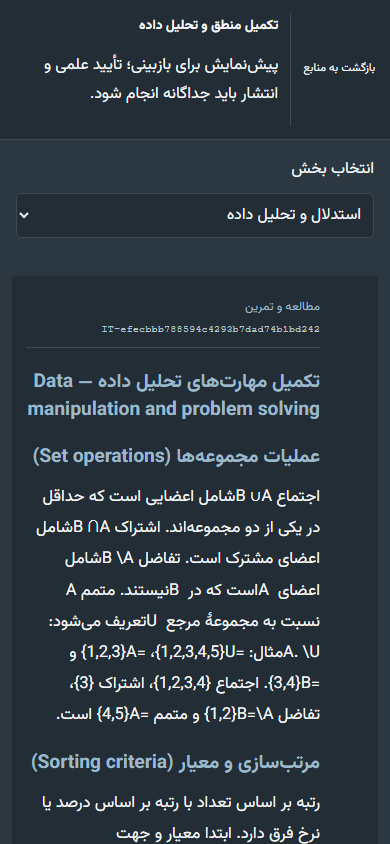 بازگشت به منابع
تکمیل منطق و تحلیل داده
پیش‌نمایش برای بازبینی؛ تأیید علمی و
انتشار باید جداگانه انجام شود.
انتخاب بخش
استدلال و تحلیل داده
مطالعه و تمرین
IT-efecbbb788594c4293b7dad74b1bd242
تکمیل مهارت‌های تحلیل داده — Data
manipulation and problem solving
عملیات مجموعه‌ها (Set operations)
اجتماع A∪Bشامل اعضایی است که حداقل
در یکی از دو مجموعه‌اند. اشتراک A∩Bشامل
اعضای مشترک است. تفاضل A\Bشامل
اعضای Aاست که در Bنیستند. متمم A
نسبت به مجموعهٔ مرجع Uتعریف می‌شود:
U\A. مثال: U={1,2,3,4,5}، A={1,2,3} و
B={3,4}. اجتماع {1,2,3,4}، اشتراک {3}،
تفاضل A\B={1,2} و متمم A={4,5} است.
مرتب‌سازی و معیار (Sorting criteria)
رتبه بر اساس تعداد با رتبه بر اساس درصد یا
نرخ فرق دارد. ابتدا معیار و جهت